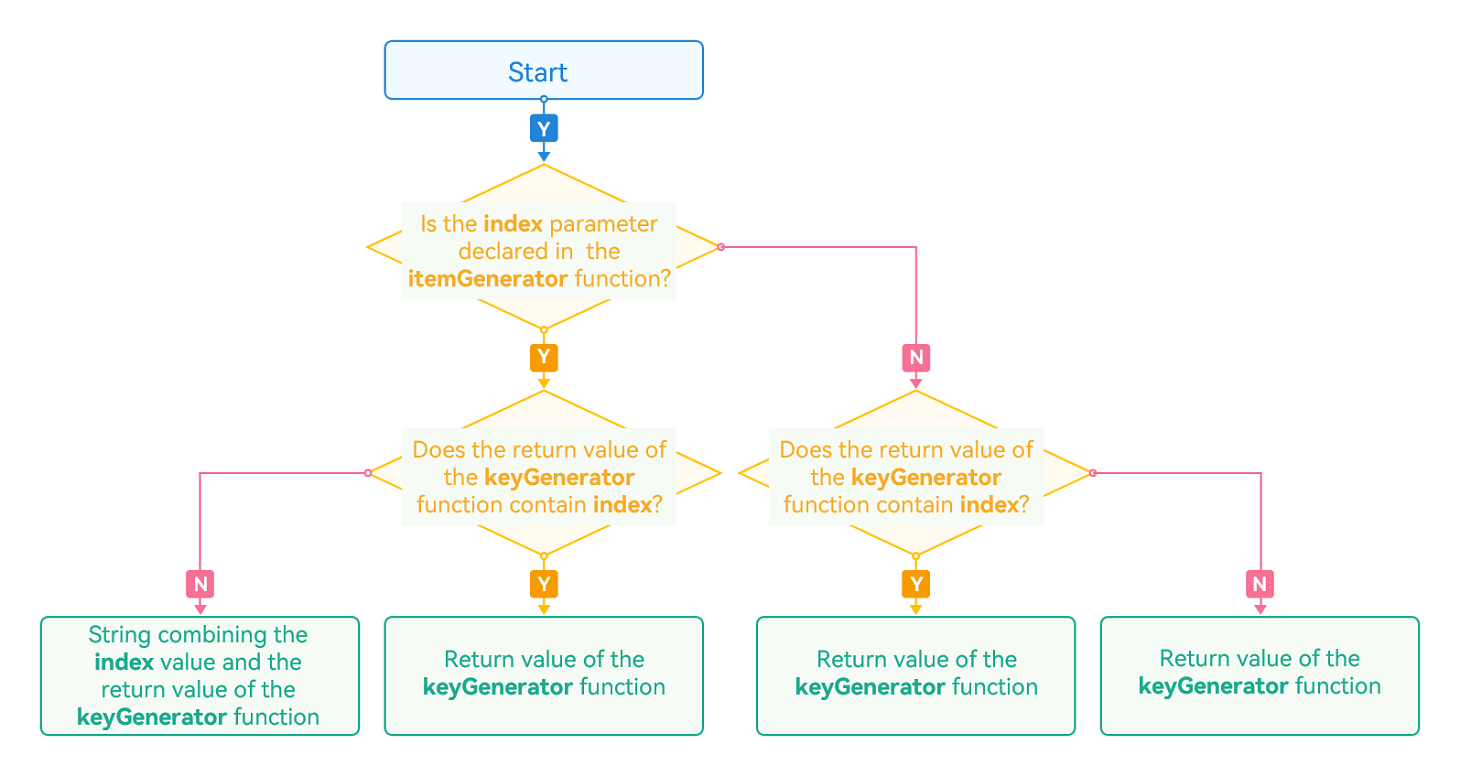 Start
Y
Is the index parameter
declared in the
itemGenerator function?
Y
N
Does the return value of
the keyGenerator
function contain index?
Does the return value of
the keyGenerator
function contain index?
N
Y
Y
N
String combining the
index value and the
return value of the
keyGenerator function
Return value of the
keyGenerator function
Return value of the
keyGenerator function
Return value of the
keyGenerator function